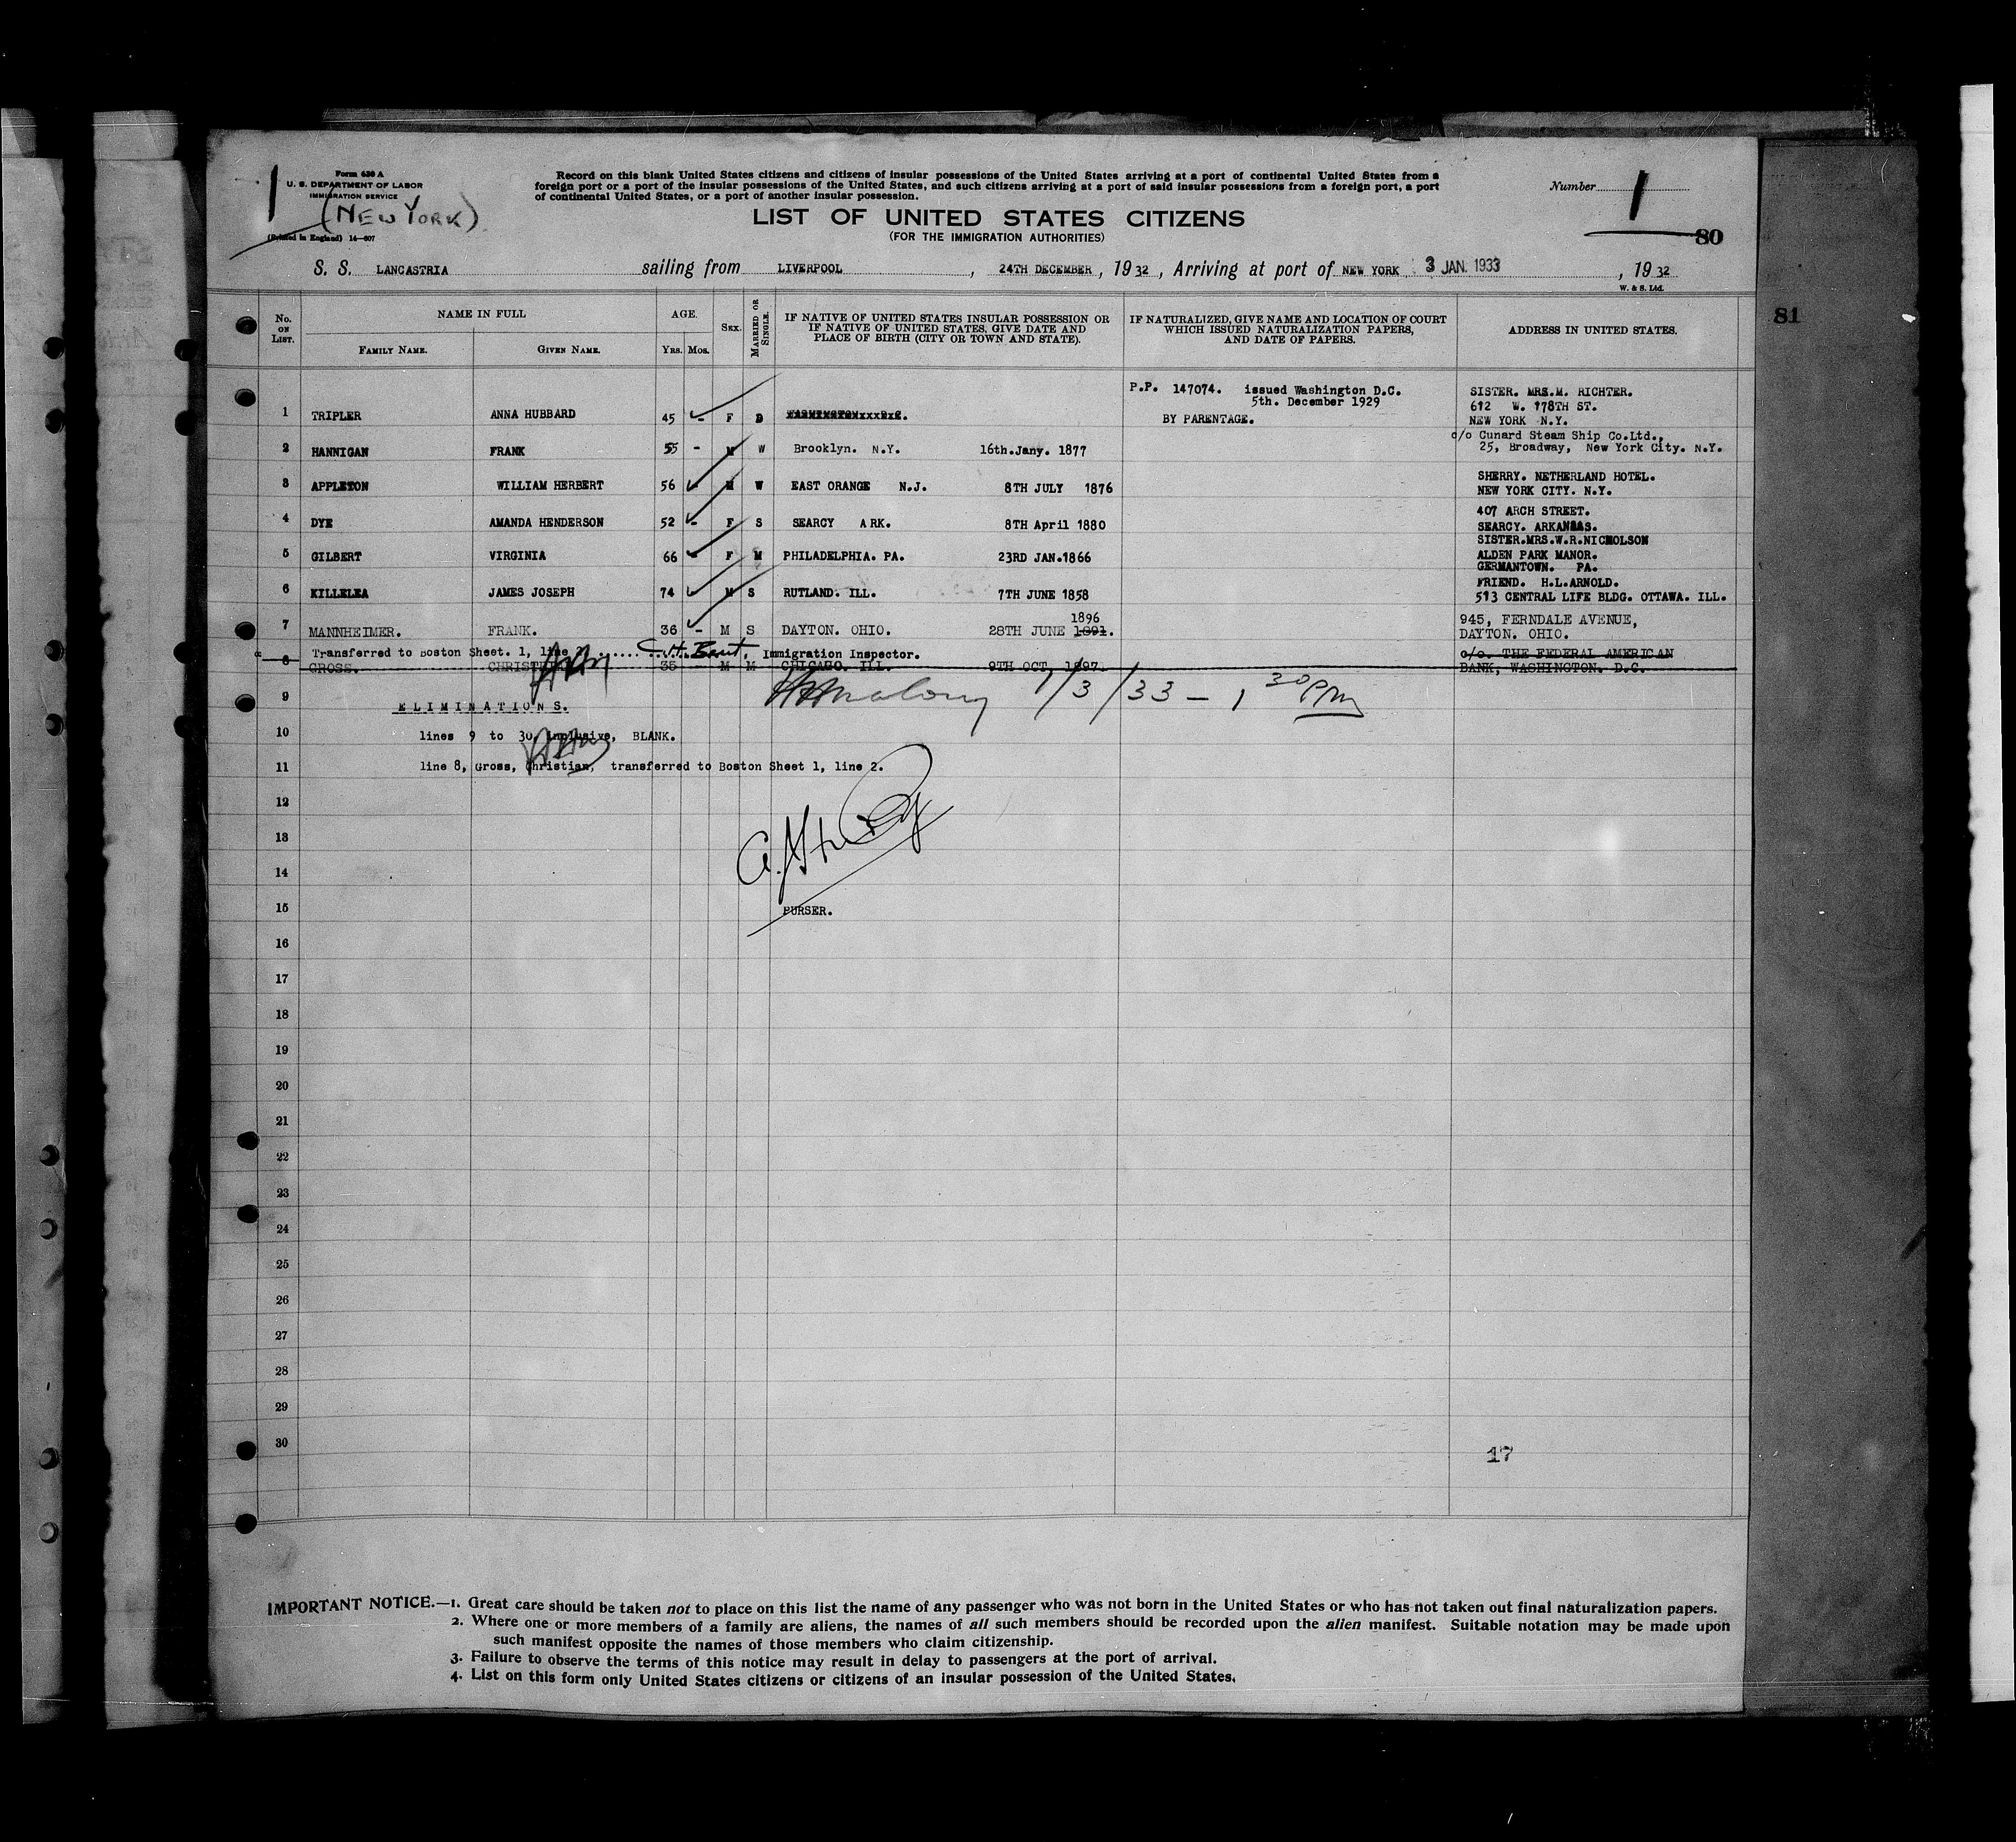 Form 630 A
U. S. DEPARTMENT OF LABOR
IMMIGRATION SERVICE
(NEW YORK)
(Printed in England) 14—607
1
Record on this blank United States citizens and citizens of insular possessions of the United States arriving at a port of continental United States from a
foreign port or a port of the insular possessions of the United States, and such citizens arriving at a port of said insular possessions from a foreign port, a port
of continental United States, or a port of another insular possession.
Number 1
LIST OF UNITED STATES CITIZENS
(FOR THE IMMIGRATION AUTHORITIES)
80
S. S. LANCASTRIA sailing from LIVERPOOL, 24TH DECEMBER, 1932, Arriving at port of NEW YORK 3 JAN. 1933, 1932
W. & S. Ltd.
81
No. ON LIST. NAME IN FULL AGE. SEX. MARRIED OR SINGLE. IF NATIVE OF UNITED STATES INSULAR POSSESSION OR IF NATIVE OF UNITED STATES, GIVE DATE AND PLACE OF BIRTH (CITY OR TOWN AND STATE). IF NATURALIZED, GIVE NAME AND LOCATION OF COURT WHICH ISSUED NATURALIZATION PAPERS, AND DATE OF PAPERS. ADDRESS IN UNITED STATES.
FAMILY NAME. GIVEN NAME. YRS. MOS.
1 TRIPLER ANNA HUBBARD 45 - F D P.P. 147074. issued Washington D.C. 5th. December 1929 BY PARENTAGE. SISTER. MRS.M. RICHTER. 612 W. 178TH ST. NEW YORK N.Y.
2 HANNIGAN FRANK 55 - M W Brooklyn. N.Y. 16th.Jany. 1877 c/o Cunard Steam Ship Co.Ltd., 25, Broadway, New York City. N.Y.
3 APPLETON WILLIAM HERBERT 56 - M W EAST ORANGE N.J. 8TH JULY 1876 SHERRY. NETHERLAND HOTEL. NEW YORK CITY. N.Y.
4 DYE AMANDA HENDERSON 52 - F S SEARCY ARK. 8TH April 1880 407 ARCH STREET. SEARCY. ARKANSAS.
5 GILBERT VIRGINIA 66 - F M PHILADELPHIA. PA. 23RD JAN.1866 SISTER.MRS.W.R.NICHOLSON ALDEN PARK MANOR. GERMANTOWN. PA.
6 KILLELEA JAMES JOSEPH 74 M S RUTLAND. ILL. 7TH JUNE 1858 FRIEND. H.L.ARNOLD. 513 CENTRAL LIFE BLDG. OTTAWA. ILL.
7 MANNHEIMER. FRANK. 36 - M S DAYTON. OHIO. 28TH JUNE 1891. 1896 945, FERNDALE AVENUE, DAYTON. OHIO.
Transferred to Boston Sheet. 1, line 2 Immigration Inspector.
8 GROSS. 35 - M M CHICAGO. ILL. 9TH OCT, 1897. c/o. THE FEDERAL AMERICAN BANK, WASHINGTON. D.C.
9 1/3/33 — 1 30 PM
ELIMINATIONS.
10 lines 9 to 30, inclusive, BLANK.
11 line 8, Gross, Christian, transferred to Boston Sheet 1, line 2.
12
13
14
15 PURSER.
16
17
18
19
20
21
22
23
24
25
26
27
28
29
30
17
IMPORTANT NOTICE.—1. Great care should be taken not to place on this list the name of any passenger who was not born in the United States or who has not taken out final naturalization papers.
2. Where one or more members of a family are aliens, the names of all such members should be recorded upon the alien manifest. Suitable notation may be made upon
such manifest opposite the names of those members who claim citizenship.
3. Failure to observe the terms of this notice may result in delay to passengers at the port of arrival.
4. List on this form only United States citizens or citizens of an insular possession of the United States.